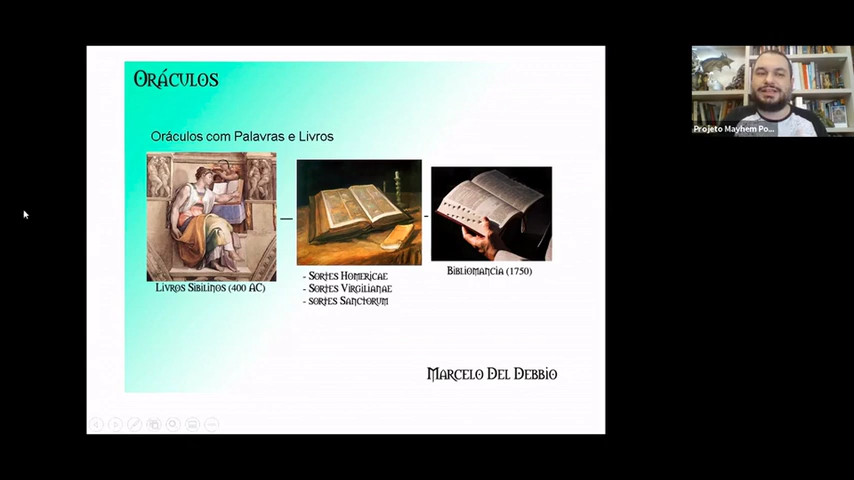 Oráculos
Oráculos com Palavras e Livros
Livros Sibilinos (400 AC)
- Sortes Homericae
- Sortes Virgilianae
- sortes Sanctorum
Bibliomancia (1750)
Marcelo Del Debbio
Projeto Mayhem Po...